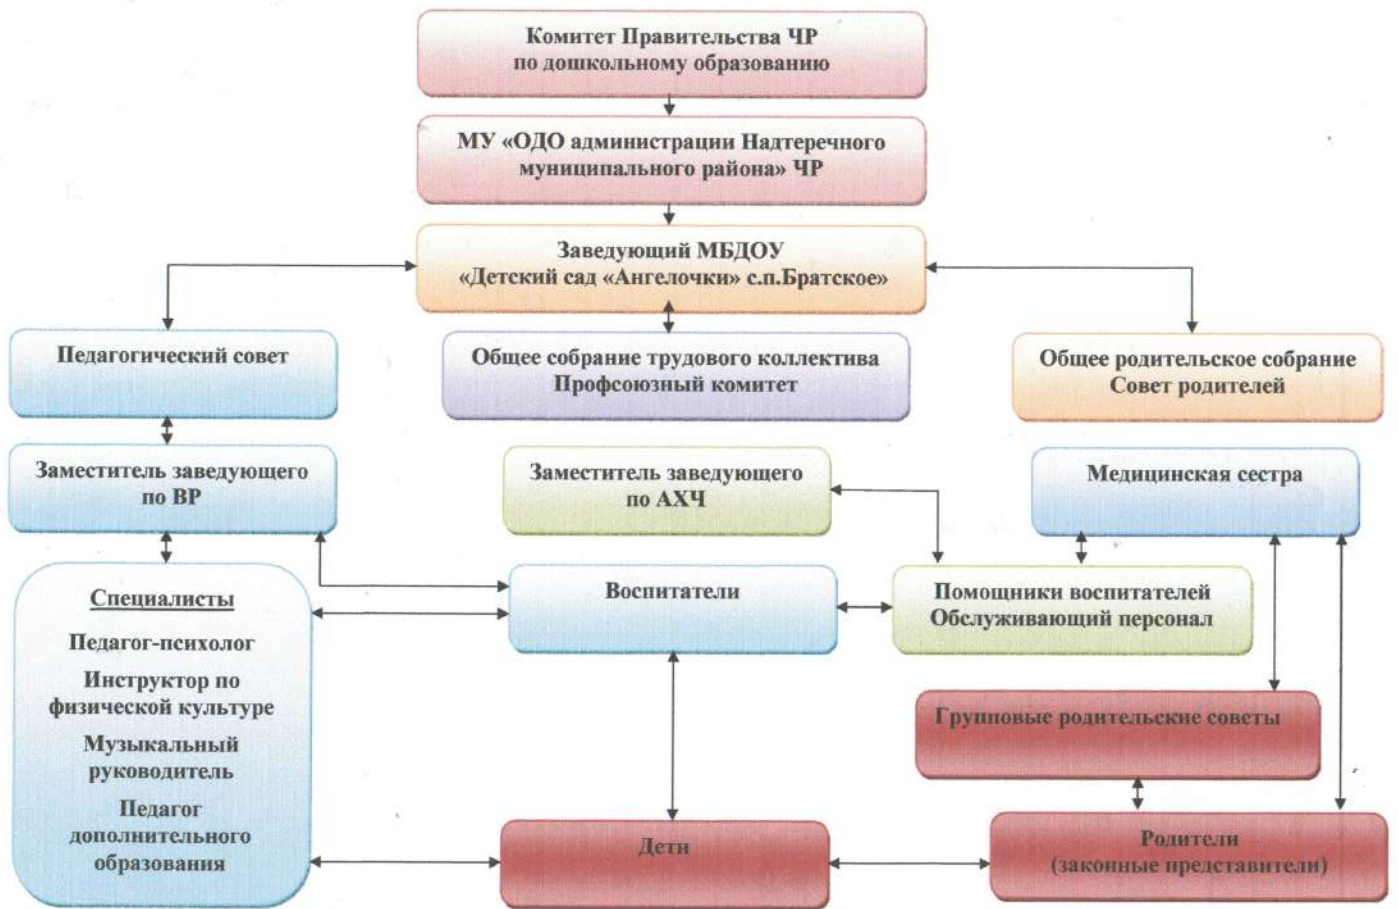 Комитет Правительства ЧР
по дошкольному образованию
МУ «ОДО администрации Надтеречного
муниципального района» ЧР
Заведующий МБДОУ
«Детский сад «Ангелочки» с.п.Братское»
Педагогический совет
Общее собрание трудового коллектива
Профсоюзный комитет
Общее родительское собрание
Совет родителей
Заместитель заведующего
по ВР
Заместитель заведующего
по АХЧ
Медицинская сестра
Специалисты
Педагог-психолог
Инструктор по
физической культуре
Музыкальный
руководитель
Педагог
дополнительного
образования
Воспитатели
Помощники воспитателей
Обслуживающий персонал
Групповые родительские советы
Дети
Родители
(законные представители)